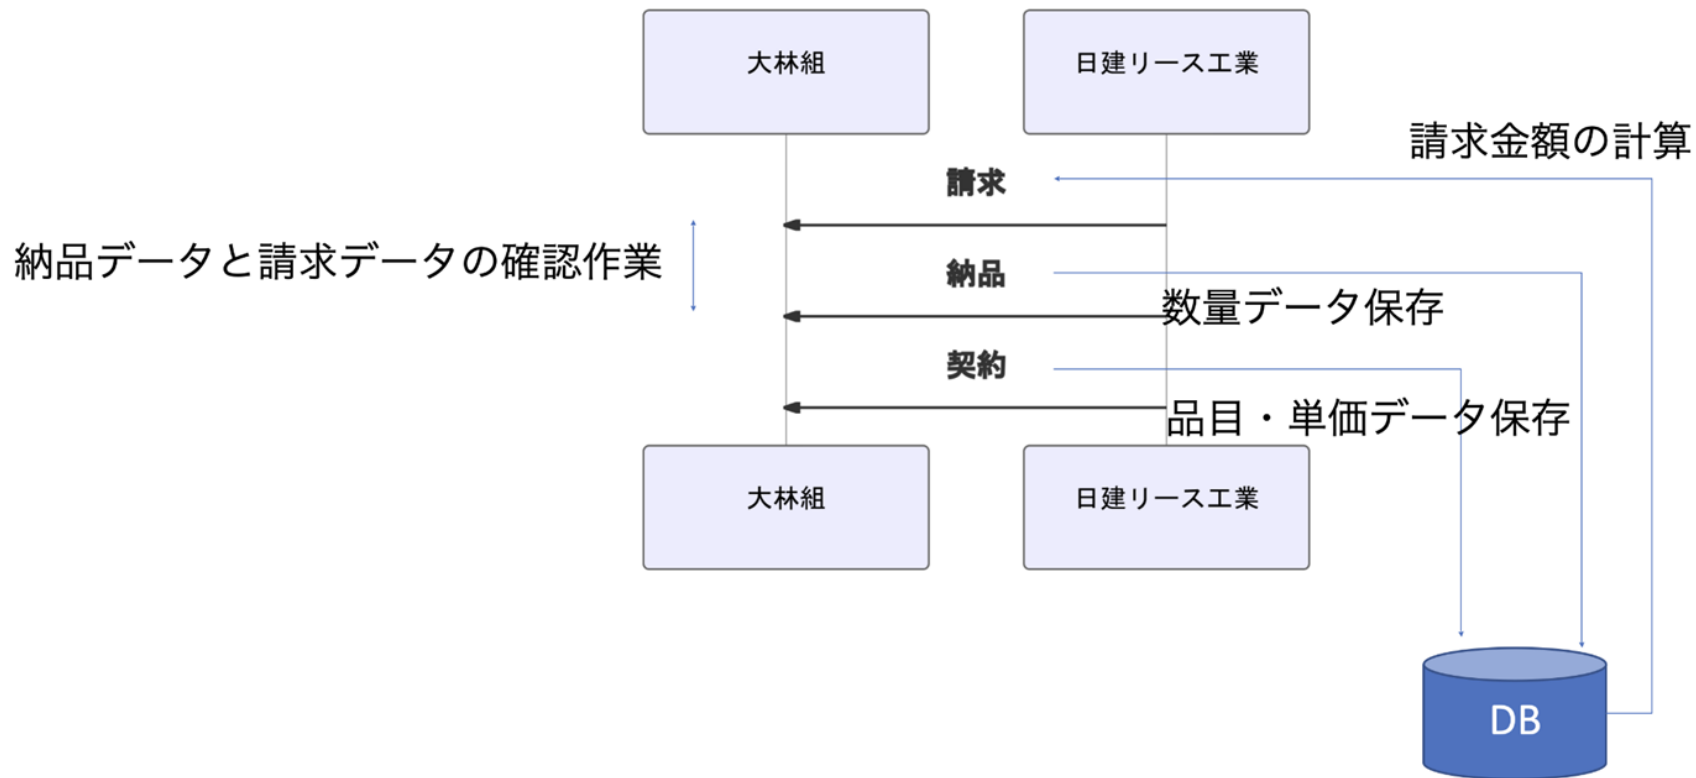 大林組
日建リース工業
請求金額の計算
請求
納品データと請求データの確認作業
納品
数量データ保存
契約
品目・単価データ保存
大林組
日建リース工業
DB